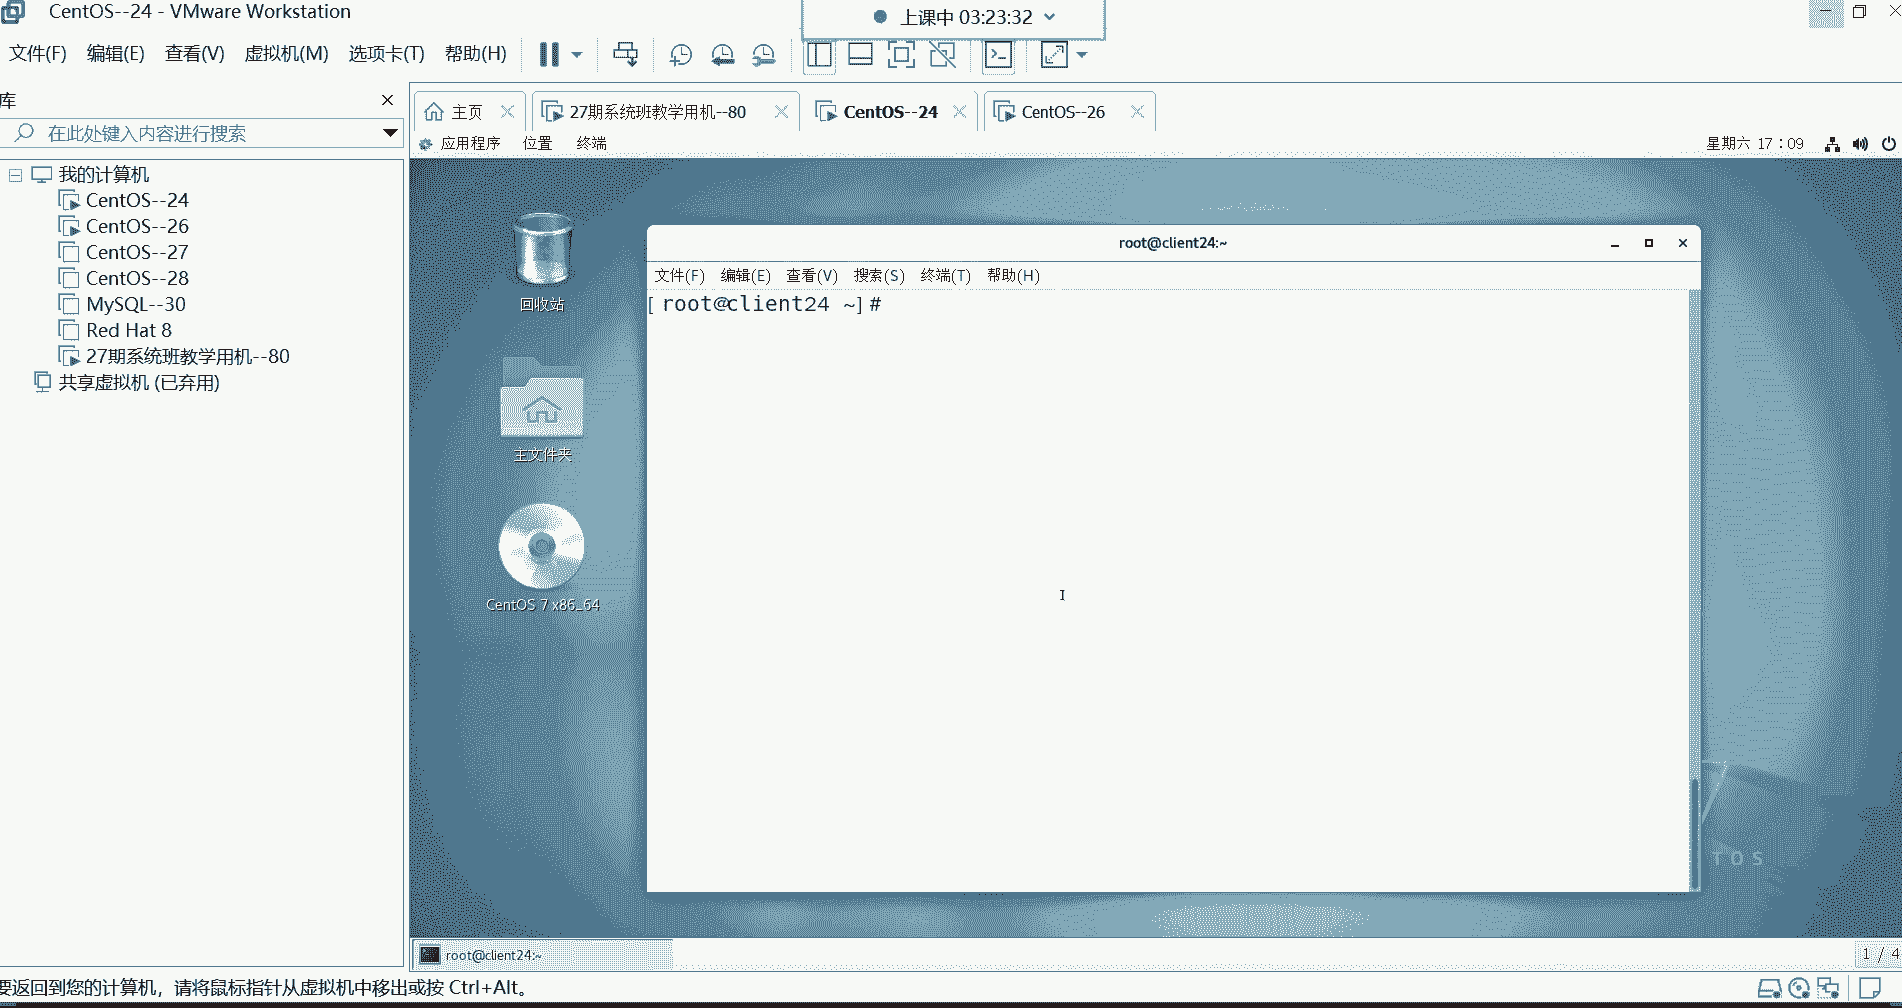 CentOS--24 - VMware Workstation
上课中 03:23:32
文件(F) 编辑(E) 查看(V) 虚拟机(M) 选项卡(T) 帮助(H)
库
在此处键入内容进行搜索
我的计算机
CentOS--24
CentOS--26
CentOS--27
CentOS--28
MySQL--30
Red Hat 8
27期系统班教学用机--80
共享虚拟机 (已弃用)
主页 27期系统班教学用机--80 CentOS--24 CentOS--26
应用程序 位置 终端 星期六 17:09
回收站
主文件夹
CentOS 7 x86_64
root@client24:~
文件(F) 编辑(E) 查看(V) 搜索(S) 终端(T) 帮助(H)
[root@client24 ~]#
T O S
root@client24:~
1 / 4
要返回到您的计算机，请将鼠标指针从虚拟机中移出或按 Ctrl+Alt。